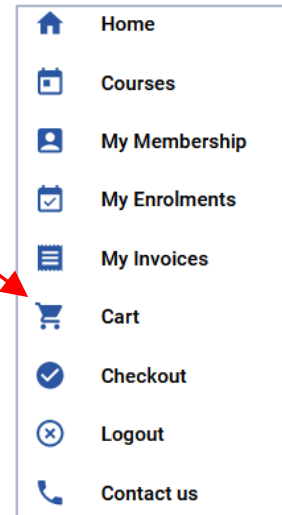 Home
Courses
My Membership
My Enrolments
My Invoices
Cart
Checkout
Logout
Contact us